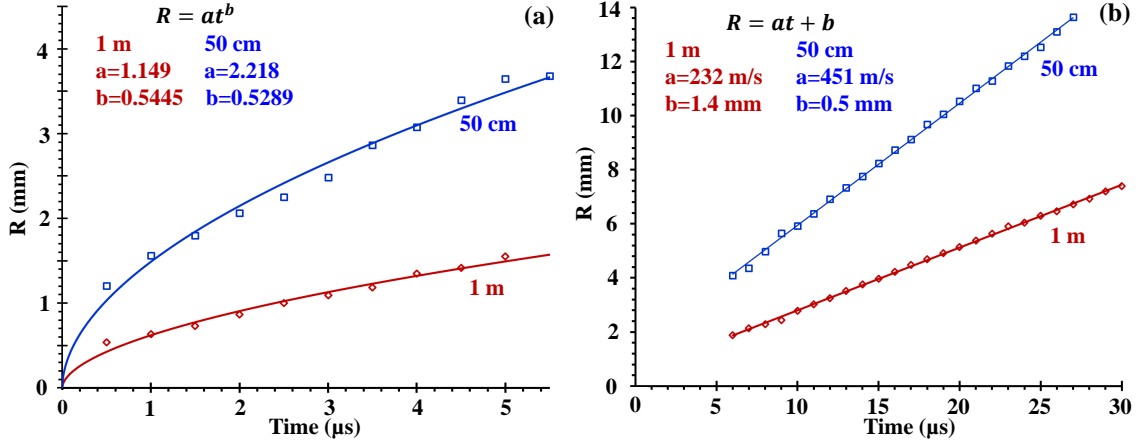 R = at^b
(a)
1 m 50 cm
a=1.149 a=2.218
b=0.5445 b=0.5289
50 cm
1 m
R (mm)
4
3
2
1
0
0 1 2 3 4 5
Time (μs)
R = at + b
(b)
1 m 50 cm
a=232 m/s a=451 m/s
b=1.4 mm b=0.5 mm
50 cm
1 m
R (mm)
14
12
10
8
6
4
2
0
0 5 10 15 20 25 30
Time (μs)